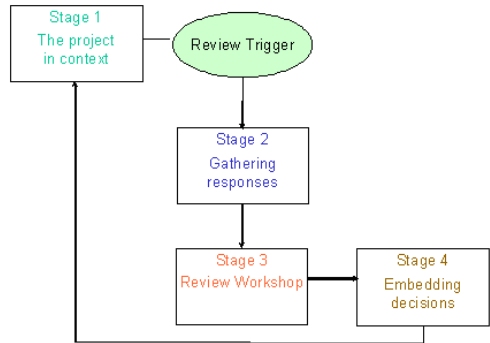 Stage 1
The project
in context
Review Trigger
Stage 2
Gathering
responses
Stage 3
Review Workshop
Stage 4
Embedding
decisions